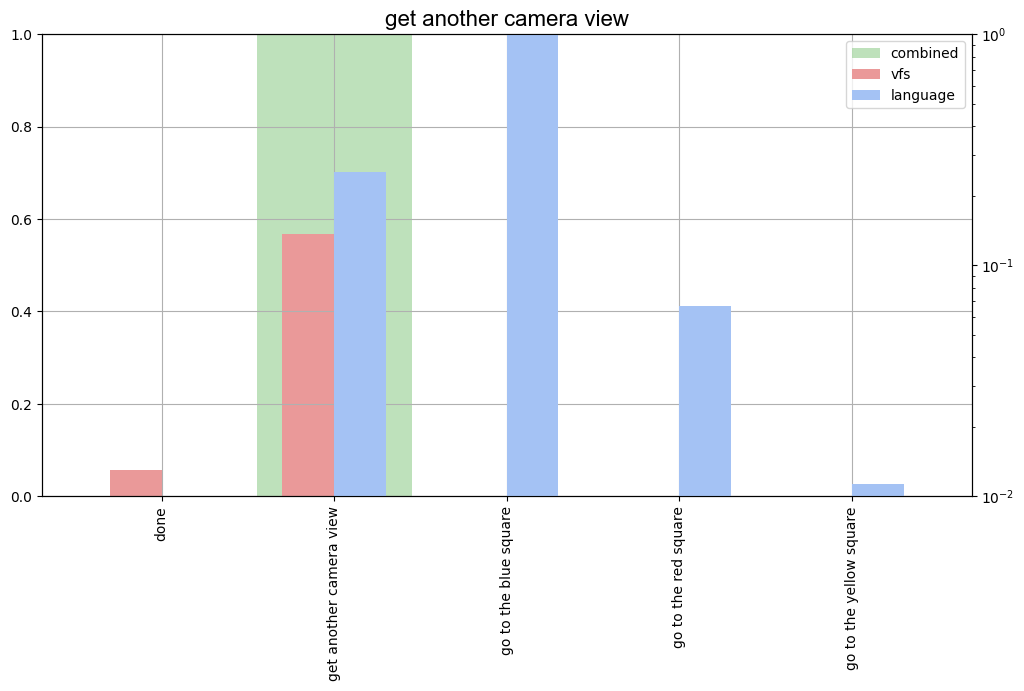 get another camera view
1.0
0.8
0.6
0.4
0.2
0.0
10⁰
10⁻¹
10⁻²
combined
vfs
language
done
get another camera view
go to the blue square
go to the red square
go to the yellow square